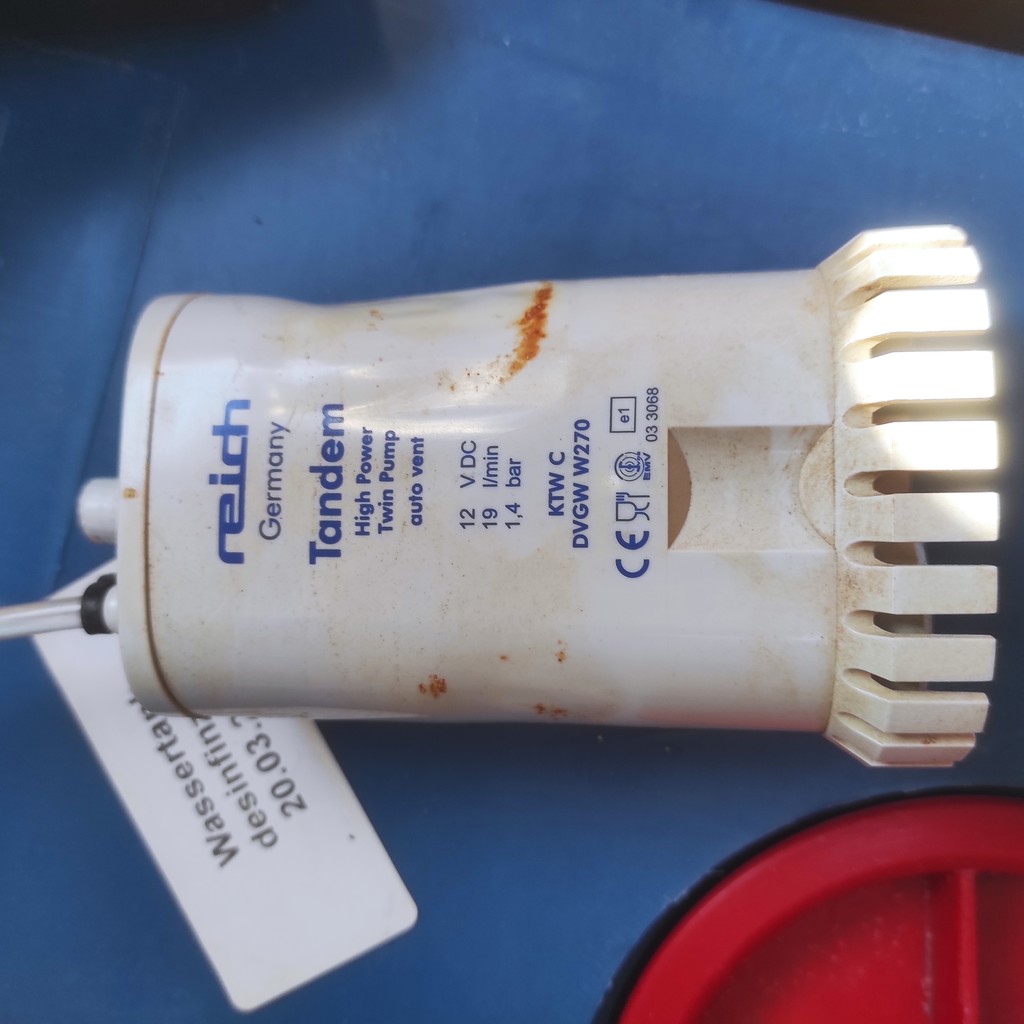 reich
Germany
Tandem
High Power
Twin Pump
auto vent
12 V DC
19 l/min
1,4 bar
KTW C
DVGW W270
CE
EMV
e1
03 3068
20.03.